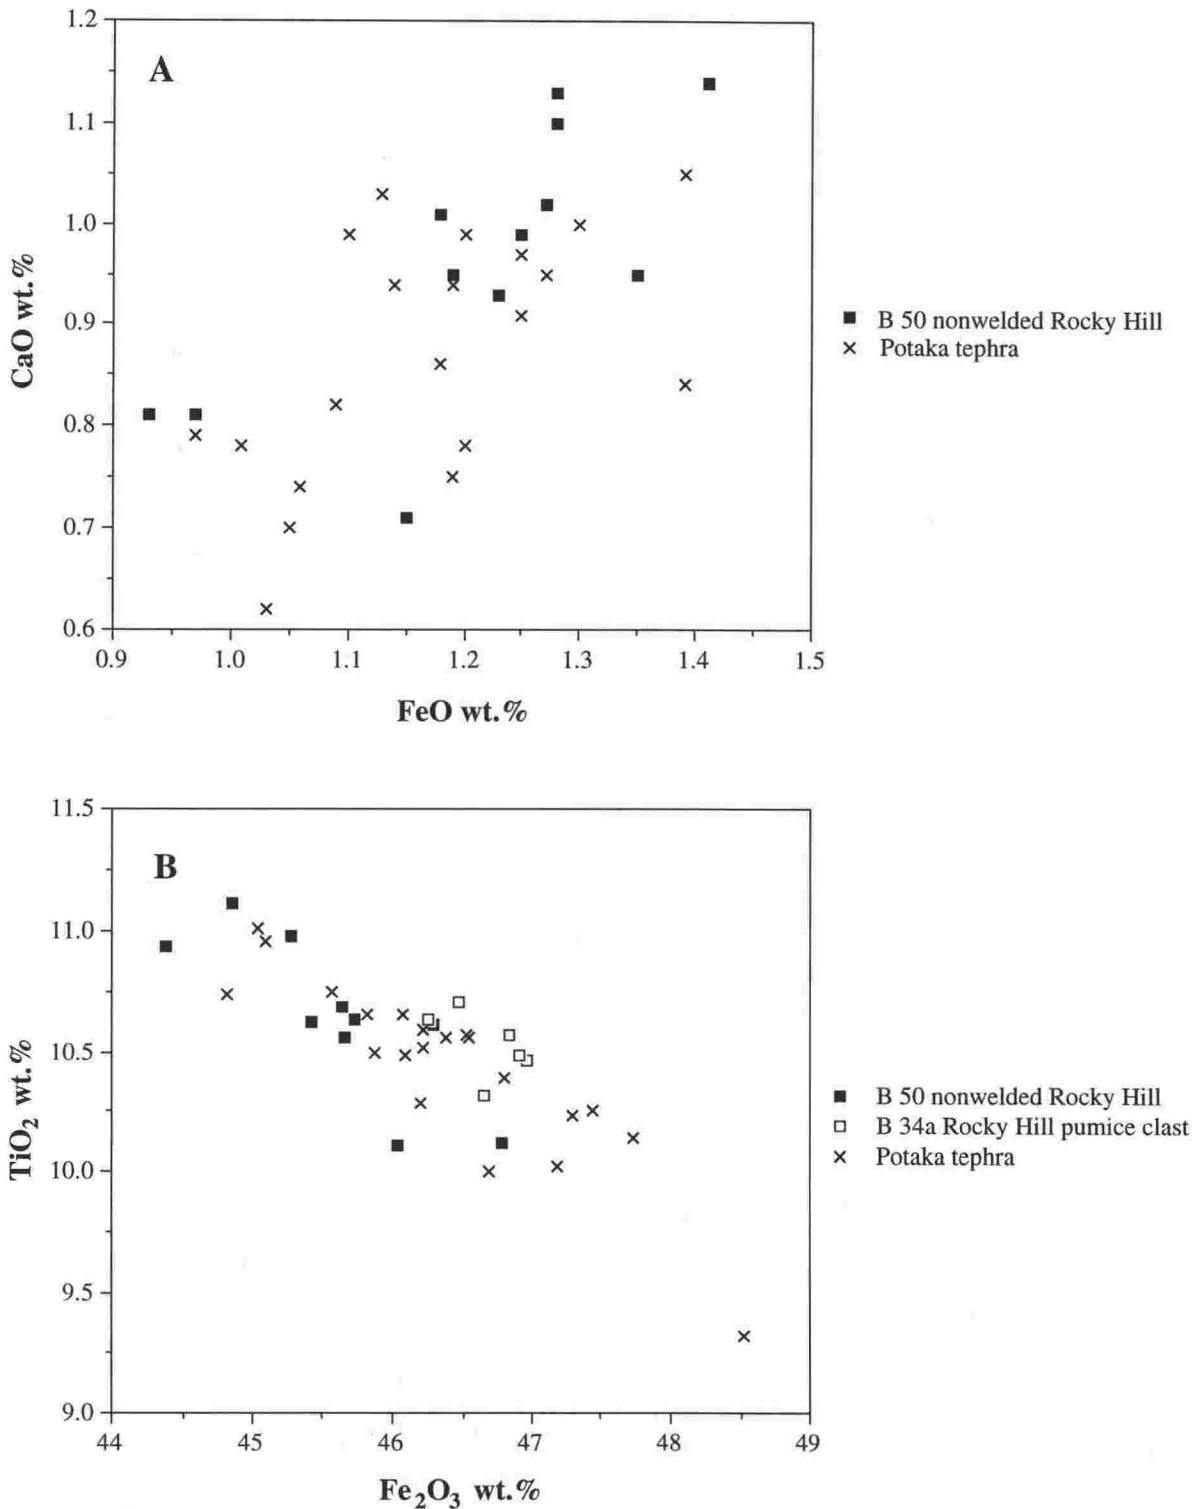 A
1.2
1.1
1.0
0.9
0.8
0.7
0.6
CaO wt.%
0.9 1.0 1.1 1.2 1.3 1.4 1.5
FeO wt.%
B 50 nonwelded Rocky Hill
Potaka tephra
B
11.5
11.0
10.5
10.0
9.5
9.0
TiO₂ wt.%
44 45 46 47 48 49
Fe₂O₃ wt.%
B 50 nonwelded Rocky Hill
B 34a Rocky Hill pumice clast
Potaka tephra